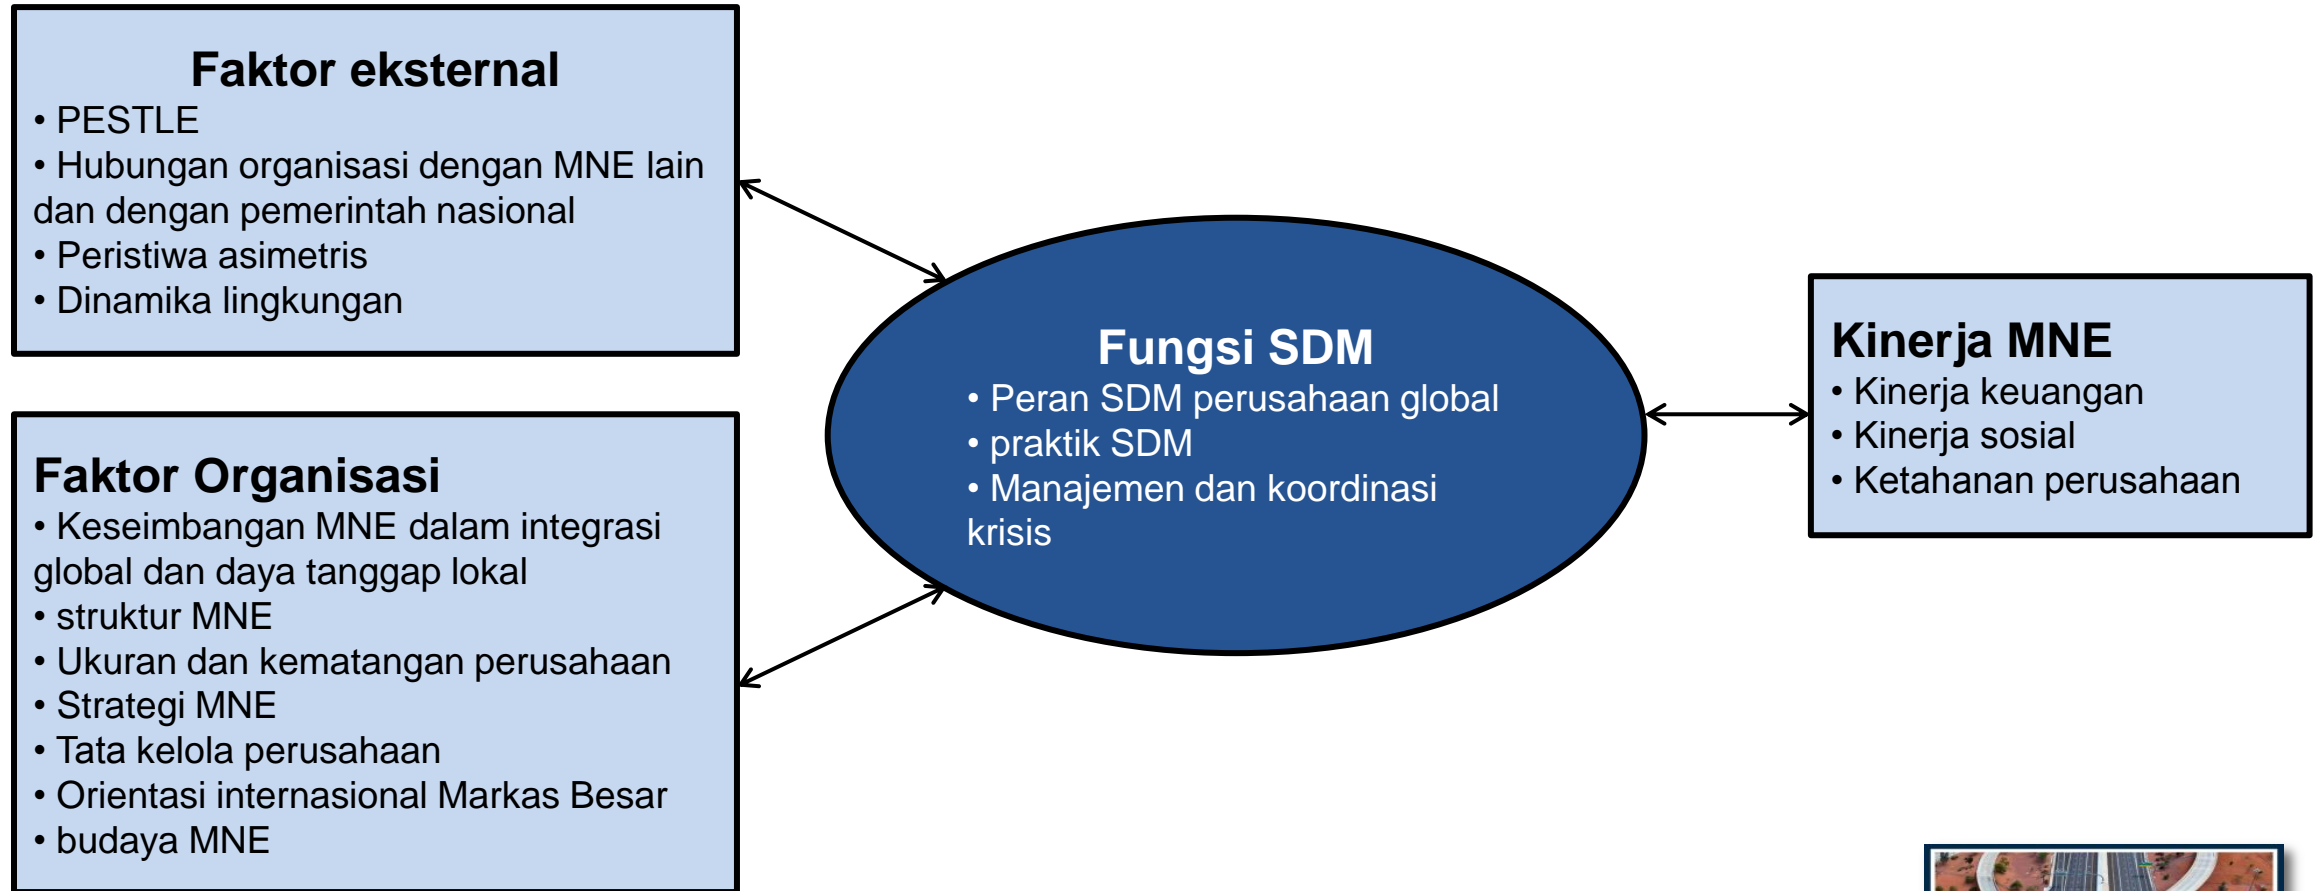 Faktor eksternal
• PESTLE
• Hubungan organisasi dengan MNE lain
dan dengan pemerintah nasional
• Peristiwa asimetris
• Dinamika lingkungan
Faktor Organisasi
• Keseimbangan MNE dalam integrasi
global dan daya tanggap lokal
• struktur MNE
• Ukuran dan kematangan perusahaan
• Strategi MNE
• Tata kelola perusahaan
• Orientasi internasional Markas Besar
• budaya MNE
Fungsi SDM
• Peran SDM perusahaan global
• praktik SDM
• Manajemen dan koordinasi
krisis
Kinerja MNE
• Kinerja keuangan
• Kinerja sosial
• Ketahanan perusahaan